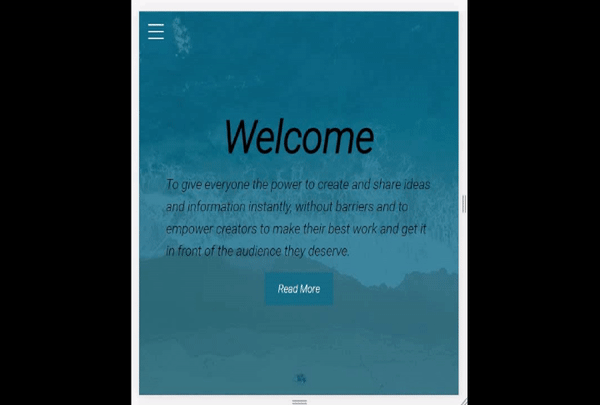 Welcome
To give everyone the power to create and share ideas
and information instantly, without barriers and to
empower creators to make their best work and get it
in front of the audience they deserve.
Read More